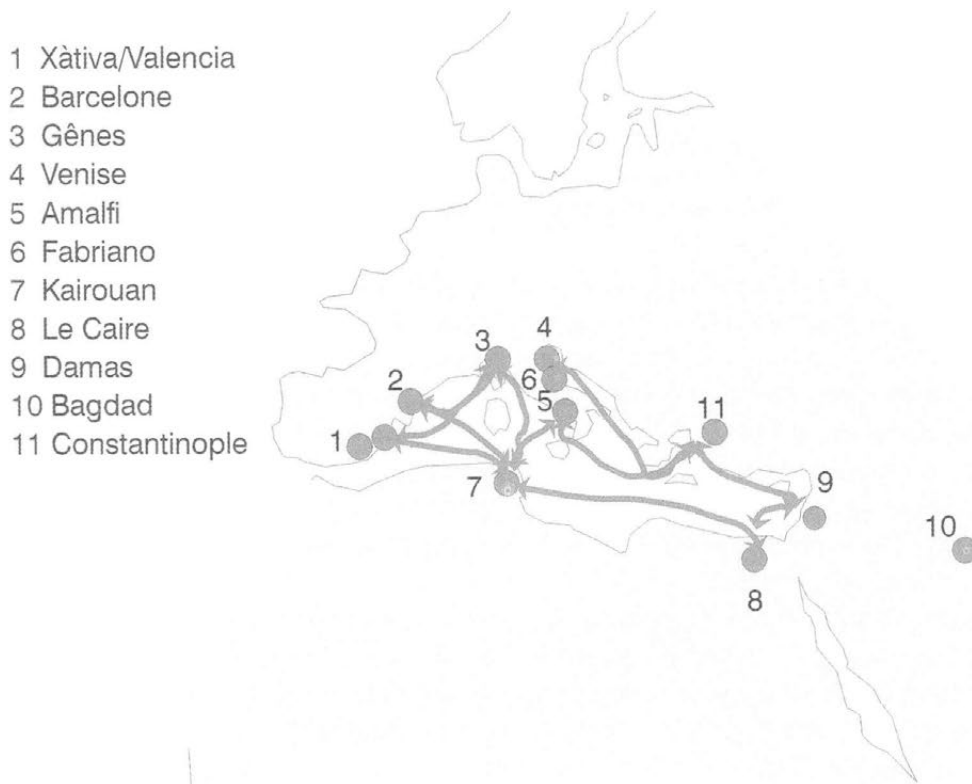 1 Xàtiva/Valencia
2 Barcelone
3 Gênes
4 Venise
5 Amalfi
6 Fabriano
7 Kairouan
8 Le Caire
9 Damas
10 Bagdad
11 Constantinople
3
4
2
6
5
11
1
7
9
10
8